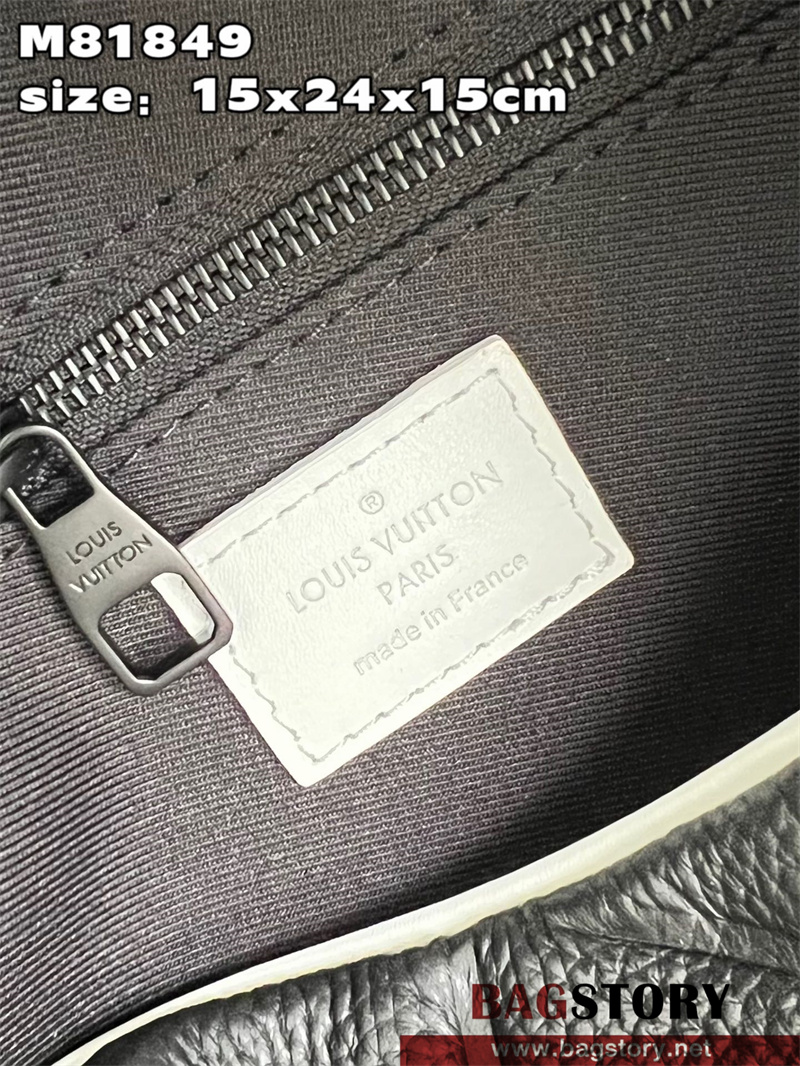 M81849
size: 15x24x15cm
LOUIS
VUITTON
®
LOUIS VUITTON
PARIS
made in France
BAGSTORY
www.bagstory.net